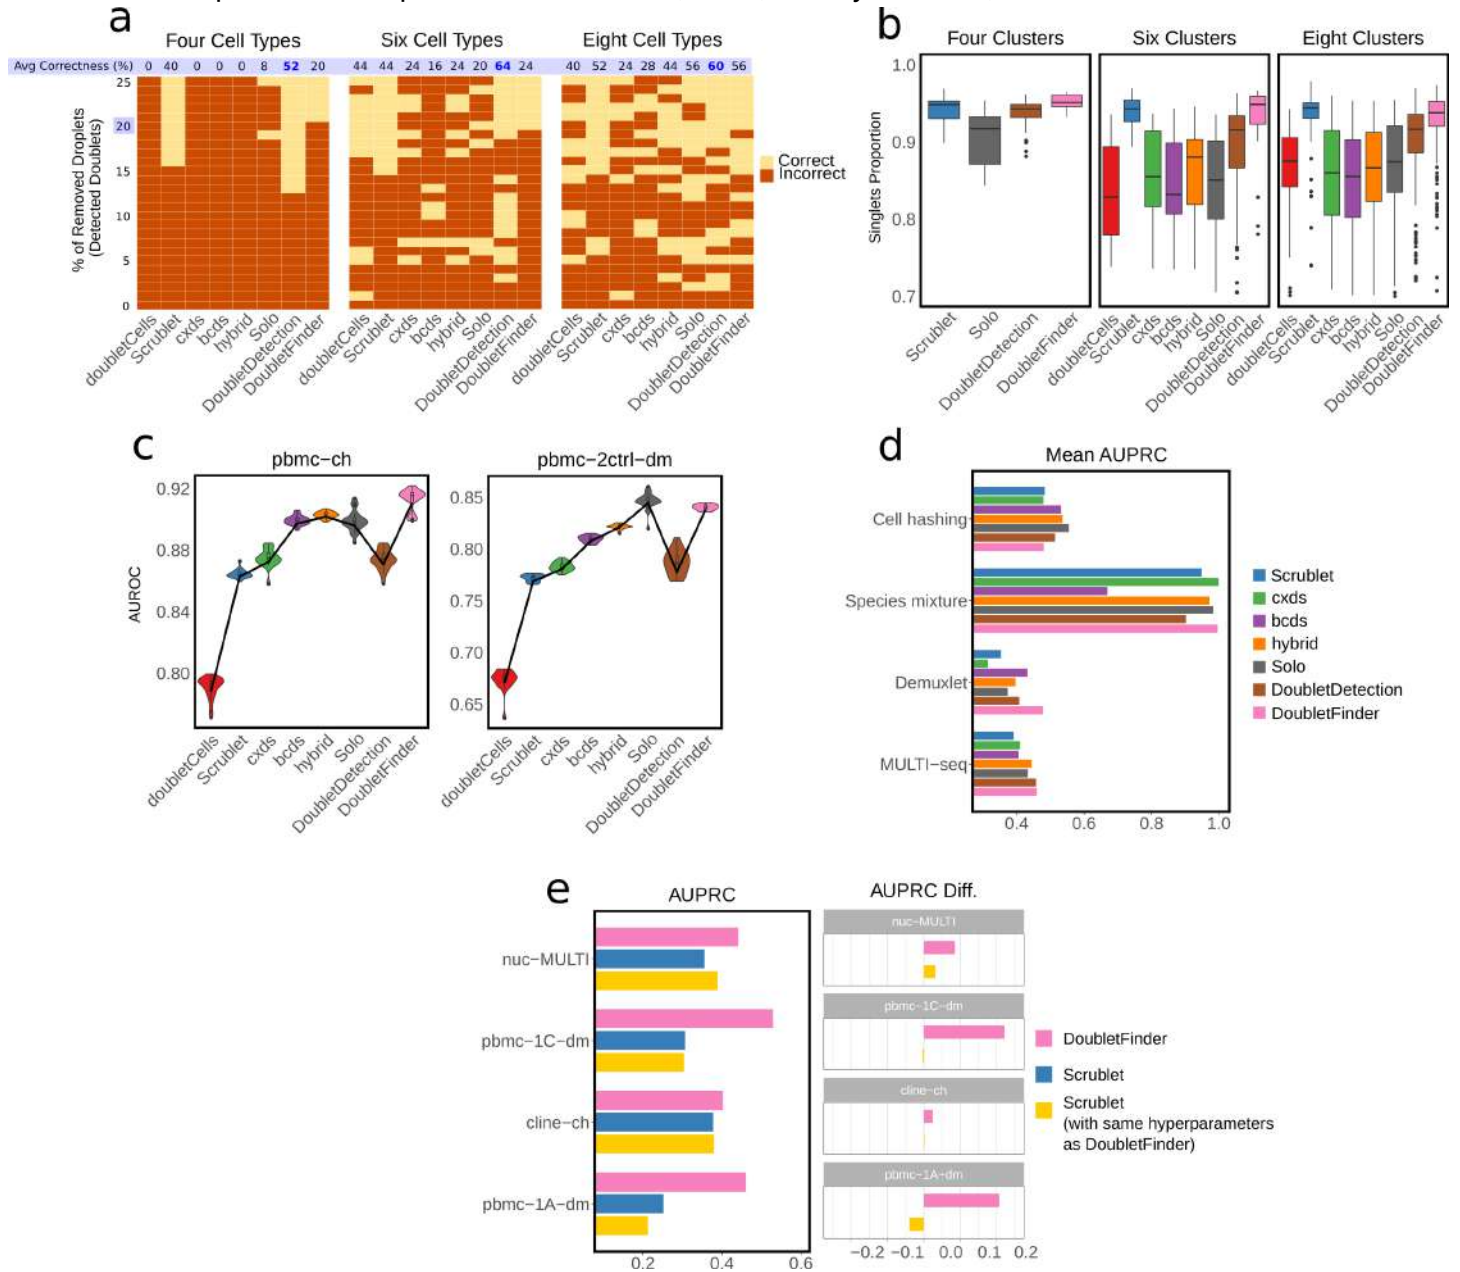 a
Four Cell Types
Six Cell Types
Eight Cell Types
Avg Correctness (%)
0 40 0 0 0 8 52 20
44 44 24 16 24 20 64 24
40 52 24 28 44 56 60 56
% of Removed Droplets
(Detected Doublets)
25
20
15
10
5
0
doubletCells
Scrublet
cxds
bcds
hybrid
Solo
DoubletDetection
DoubletFinder
doubletCells
Scrublet
cxds
bcds
hybrid
Solo
DoubletDetection
DoubletFinder
doubletCells
Scrublet
cxds
bcds
hybrid
Solo
DoubletDetection
DoubletFinder
Correct
Incorrect
b
Four Clusters
Six Clusters
Eight Clusters
Singlets Proportion
1.0
0.9
0.8
0.7
Scrublet
Solo
DoubletDetection
DoubletFinder
doubletCells
Scrublet
cxds
bcds
hybrid
Solo
DoubletDetection
DoubletFinder
doubletCells
Scrublet
cxds
bcds
hybrid
Solo
DoubletDetection
DoubletFinder
c
pbmc−ch
AUROC
0.92
0.88
0.84
0.80
doubletCells
Scrublet
cxds
bcds
hybrid
Solo
DoubletDetection
DoubletFinder
pbmc−2ctrl−dm
0.85
0.80
0.75
0.70
0.65
doubletCells
Scrublet
cxds
bcds
hybrid
Solo
DoubletDetection
DoubletFinder
d
Mean AUPRC
Cell hashing
Species mixture
Demuxlet
MULTI−seq
0.4 0.6 0.8 1.0
Scrublet
cxds
bcds
hybrid
Solo
DoubletDetection
DoubletFinder
e
AUPRC
nuc−MULTI
pbmc−1C−dm
cline−ch
pbmc−1A−dm
0.2 0.4 0.6
AUPRC Diff.
nuc−MULTI
pbmc−1C−dm
cline−ch
pbmc−1A−dm
−0.2 −0.1 0.0 0.1 0.2
DoubletFinder
Scrublet
Scrublet
(with same hyperparameters
as DoubletFinder)